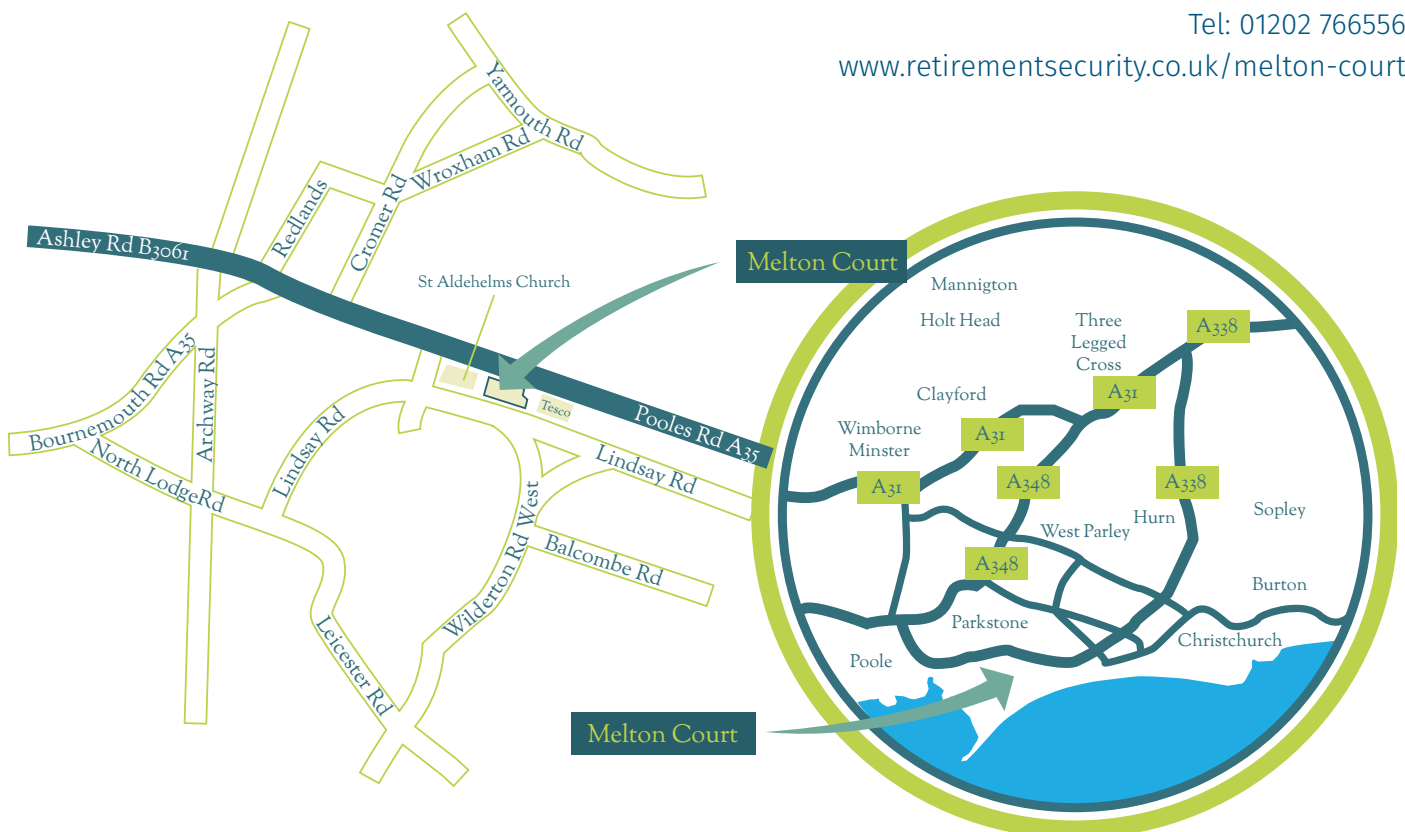 Tel: 01202 766556
www.retirementsecurity.co.uk/melton-court
Yarmouth Rd
Wroxham Rd
Redlands
Cromer Rd
Ashley Rd B3061
St Aldehelms Church
Melton Court
Bournemouth Rd A35
Archway Rd
Lindsay Rd
Tesco
Pooles Rd A35
North LodgeRd
Lindsay Rd
Wilderton Rd West
Balcombe Rd
Leicester Rd
Mannigton
Holt Head
Three
Legged
Cross
A338
A31
Clayford
Wimborne
Minster
A31
A31
A348
A338
Hurn
Sopley
West Parley
A348
Burton
Parkstone
Christchurch
Poole
Melton Court